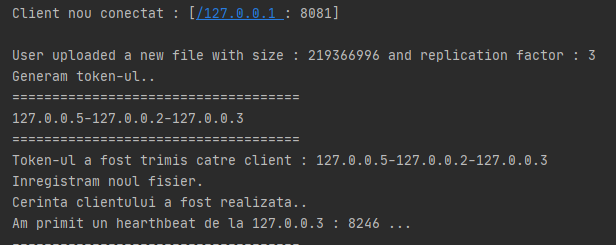 Client nou conectat : [/127.0.0.1 : 8081]
User uploaded a new file with size : 219366996 and replication factor : 3
Generam token-ul..
====================================
127.0.0.5-127.0.0.2-127.0.0.3
====================================
Token-ul a fost trimis catre client : 127.0.0.5-127.0.0.2-127.0.0.3
Inregistram noul fisier.
Cerinta clientului a fost realizata..
Am primit un hearthbeat de la 127.0.0.3 : 8246 ...
====================================